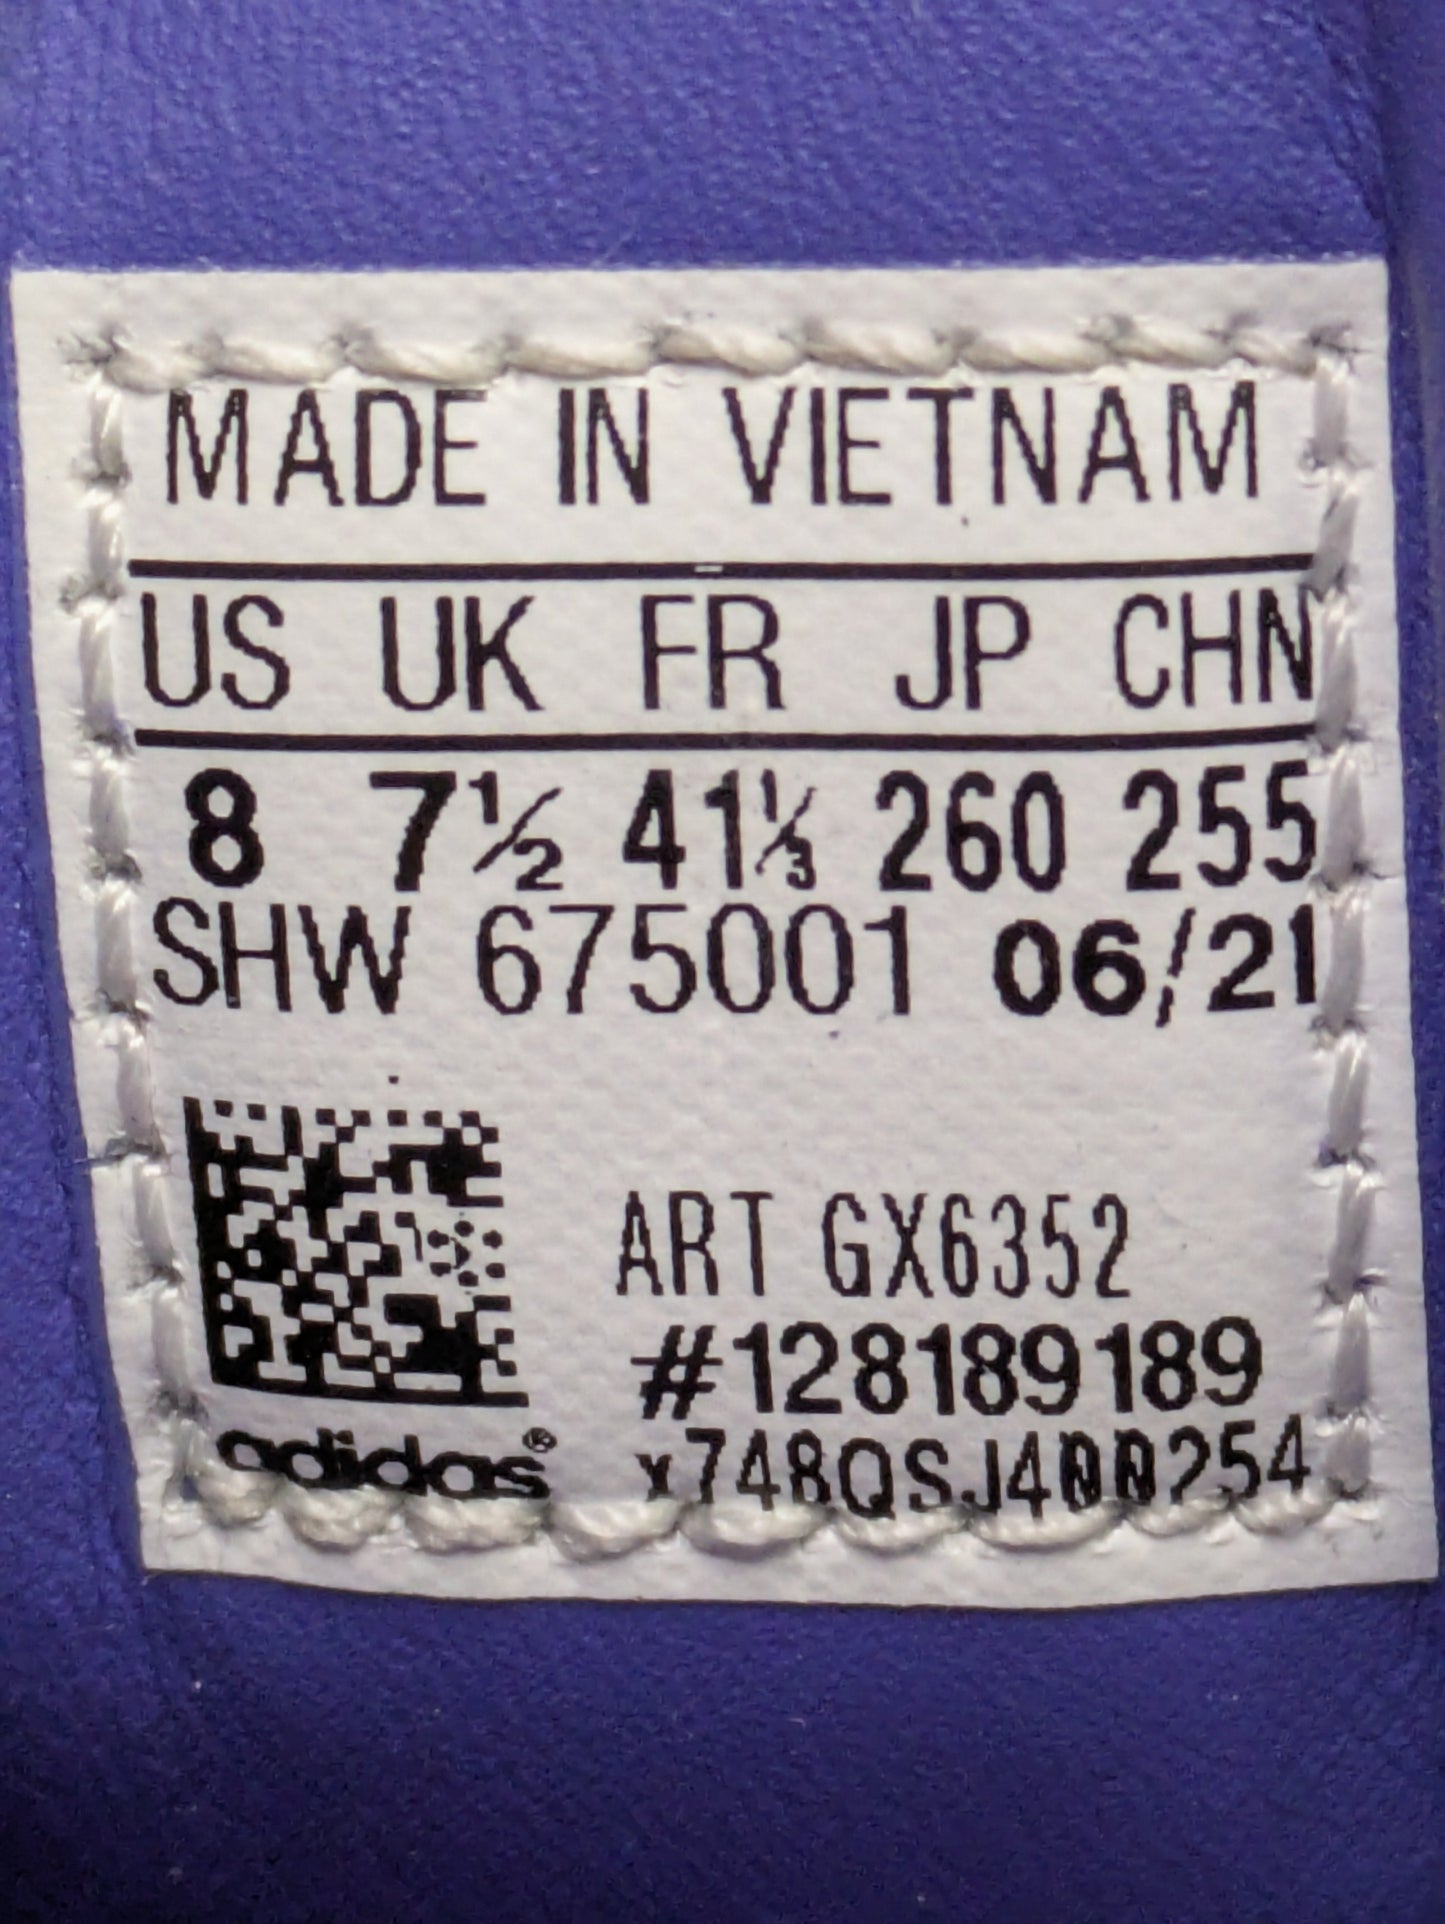 MADE IN VIETNAM
US UK FR JP CHN
8 7½ 41⅓ 260 255
SHW 675001 06/21
ART GX6352
#128189189
adidas® x748QSJ400254